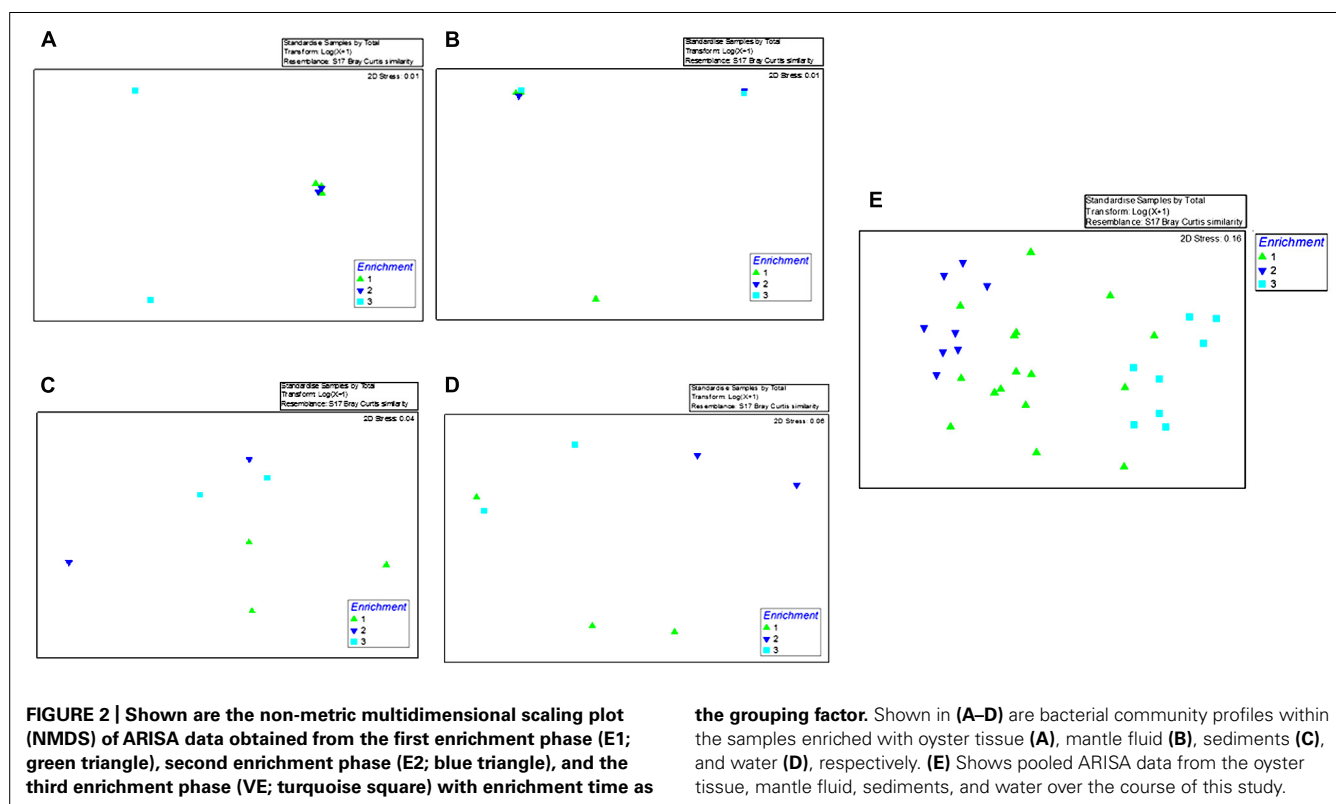 A
Standardise Samples by Total
Transform: Log(X+1)
Resemblance: S17 Bray Curtis similarity
2D Stress: 0.01
Enrichment
1
2
3
B
Standardise Samples by Total
Transform: Log(X+1)
Resemblance: S17 Bray Curtis similarity
2D Stress: 0.01
Enrichment
1
2
3
C
Standardise Samples by Total
Transform: Log(X+1)
Resemblance: S17 Bray Curtis similarity
2D Stress: 0.04
Enrichment
1
2
3
D
Standardise Samples by Total
Transform: Log(X+1)
Resemblance: S17 Bray Curtis similarity
2D Stress: 0.06
Enrichment
1
2
3
E
Standardise Samples by Total
Transform: Log(X+1)
Resemblance: S17 Bray Curtis similarity
2D Stress: 0.16
Enrichment
1
2
3
FIGURE 2 | Shown are the non-metric multidimensional scaling plot
(NMDS) of ARISA data obtained from the first enrichment phase (E1;
green triangle), second enrichment phase (E2; blue triangle), and the
third enrichment phase (VE; turquoise square) with enrichment time as
the grouping factor. Shown in (A–D) are bacterial community profiles within
the samples enriched with oyster tissue (A), mantle fluid (B), sediments (C),
and water (D), respectively. (E) Shows pooled ARISA data from the oyster
tissue, mantle fluid, sediments, and water over the course of this study.